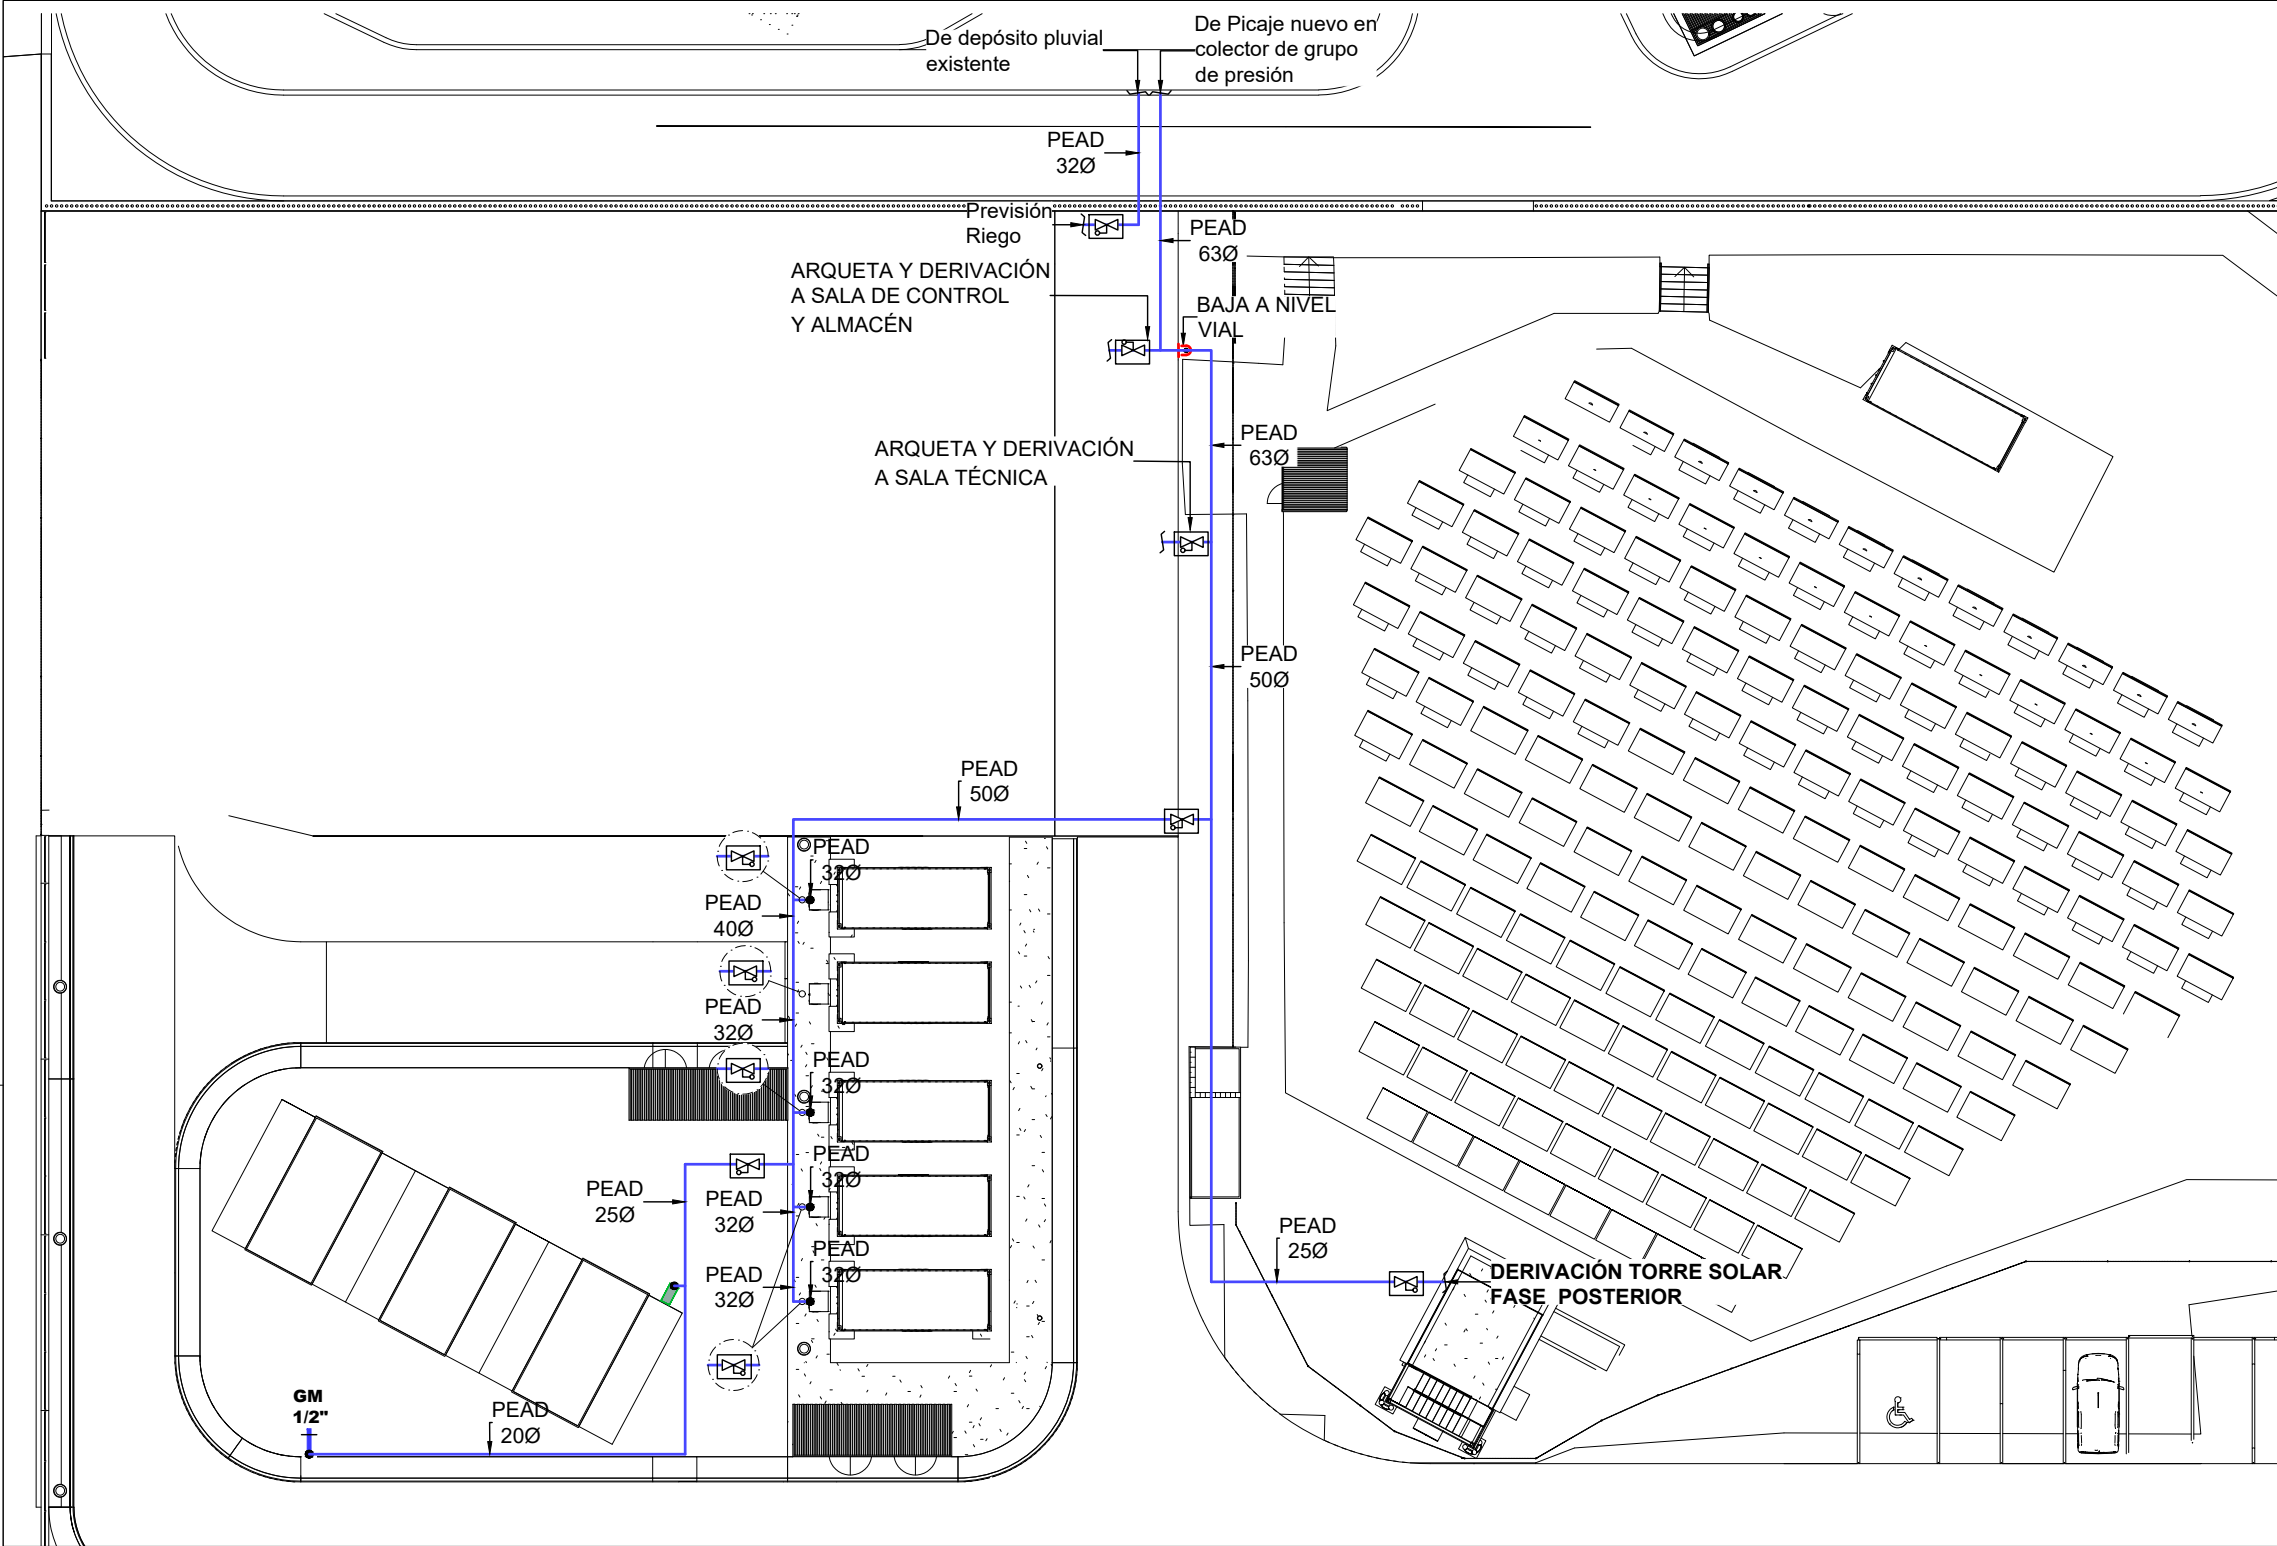 De depósito pluvial
existente
De Picaje nuevo en
colector de grupo
de presión
PEAD
32Ø
Previsión
Riego
PEAD
63Ø
ARQUETA Y DERIVACIÓN
A SALA DE CONTROL
Y ALMACÉN
BAJA A NIVEL
VIAL
PEAD
63Ø
ARQUETA Y DERIVACIÓN
A SALA TÉCNICA
PEAD
50Ø
PEAD
50Ø
PEAD
32Ø
PEAD
40Ø
PEAD
32Ø
PEAD
32Ø
PEAD
32Ø
PEAD
25Ø
PEAD
32Ø
PEAD
32Ø
PEAD
32Ø
PEAD
25Ø
DERIVACIÓN TORRE SOLAR
FASE POSTERIOR
GM
1/2"
PEAD
20Ø